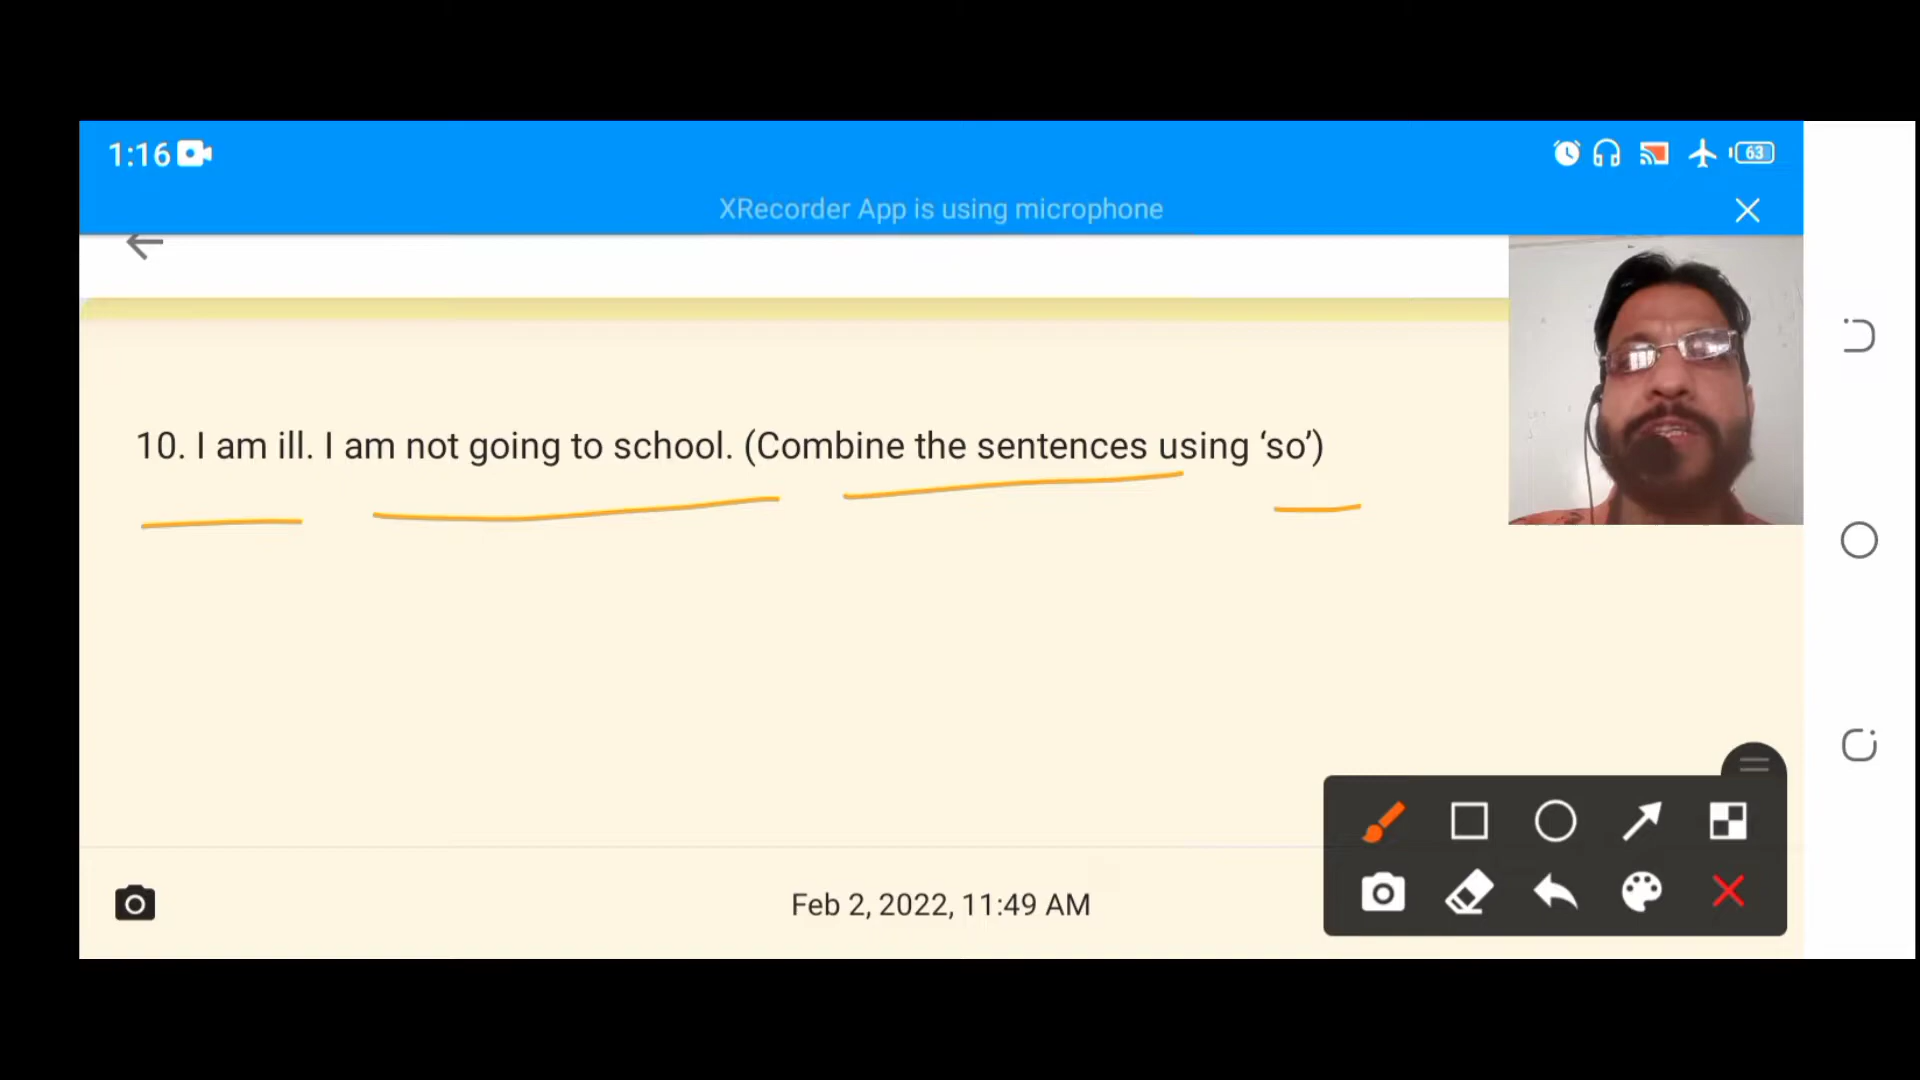 1:16
63
XRecorder App is using microphone
10. I am ill. I am not going to school. (Combine the sentences using ‘so’)
Feb 2, 2022, 11:49 AM